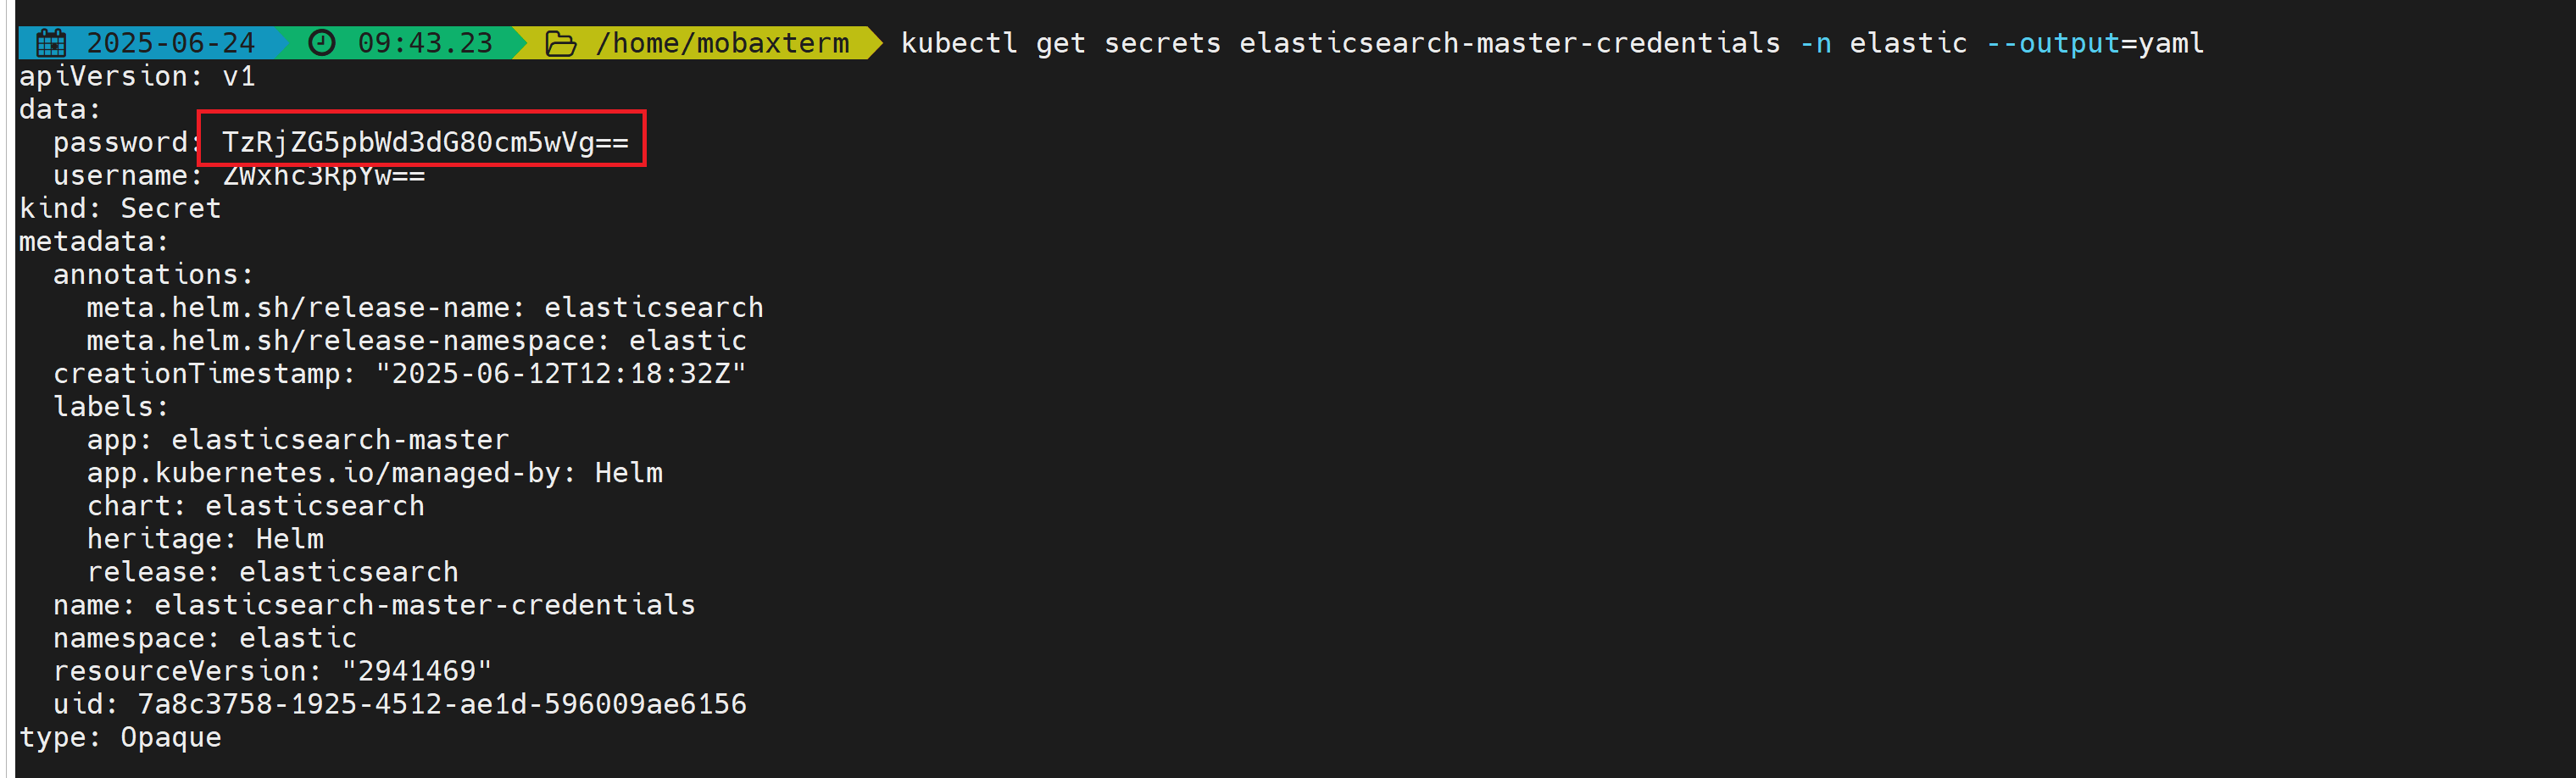 2025-06-24 09:43.23 /home/mobaxterm kubectl get secrets elasticsearch-master-credentials -n elastic --output=yaml
apiVersion: v1
data:
  password: TzRjZG5pbWd3dG80cm5wVg==
  username: ZWxhc3RpYw==
kind: Secret
metadata:
  annotations:
    meta.helm.sh/release-name: elasticsearch
    meta.helm.sh/release-namespace: elastic
  creationTimestamp: "2025-06-12T12:18:32Z"
  labels:
    app: elasticsearch-master
    app.kubernetes.io/managed-by: Helm
    chart: elasticsearch
    heritage: Helm
    release: elasticsearch
  name: elasticsearch-master-credentials
  namespace: elastic
  resourceVersion: "2941469"
  uid: 7a8c3758-1925-4512-ae1d-596009ae6156
type: Opaque